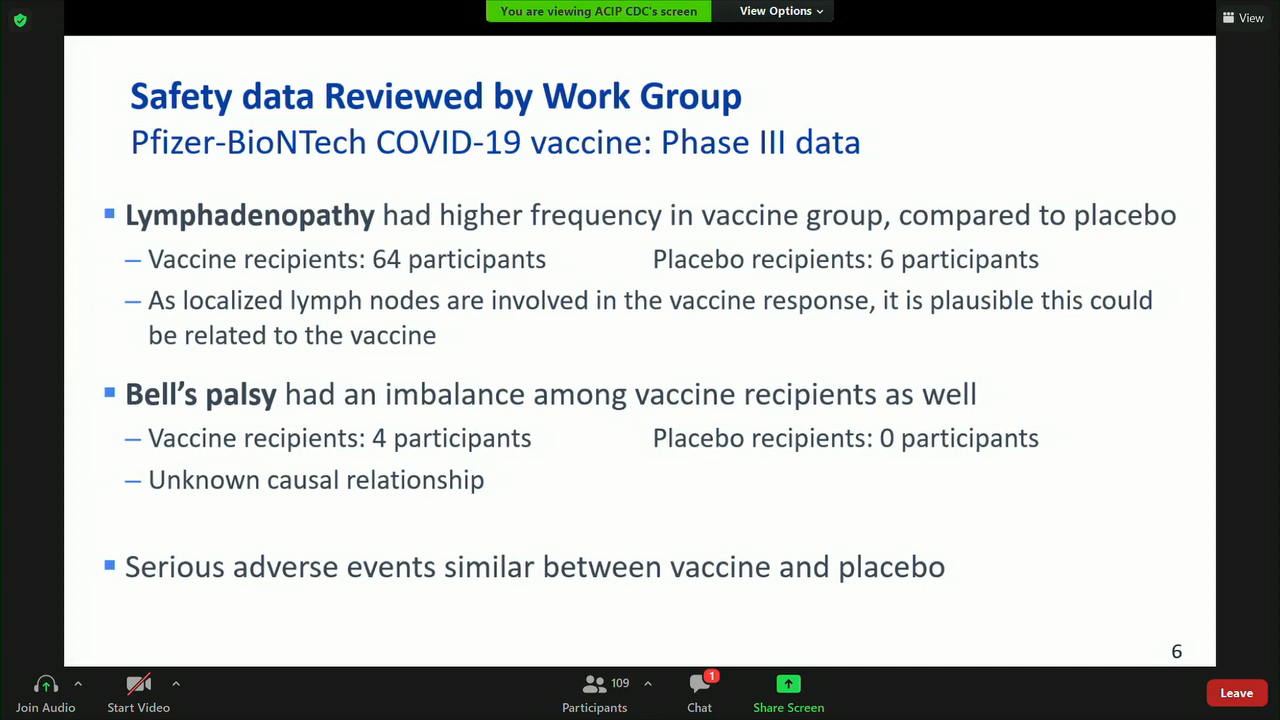 You are viewing ACIP CDC's screen
View Options
View
Safety data Reviewed by Work Group
Pfizer-BioNTech COVID-19 vaccine: Phase III data
Lymphadenopathy had higher frequency in vaccine group, compared to placebo
– Vaccine recipients: 64 participants Placebo recipients: 6 participants
– As localized lymph nodes are involved in the vaccine response, it is plausible this could
be related to the vaccine
Bell’s palsy had an imbalance among vaccine recipients as well
– Vaccine recipients: 4 participants Placebo recipients: 0 participants
– Unknown causal relationship
Serious adverse events similar between vaccine and placebo
6
109
1
Join Audio
Start Video
Participants
Chat
Share Screen
Leave